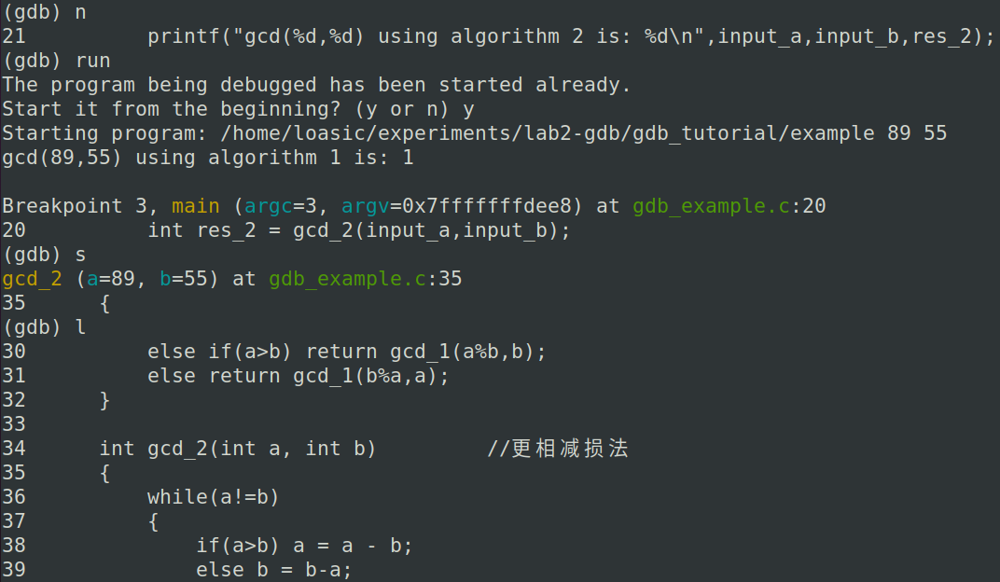 (gdb) n
21          printf("gcd(%d,%d) using algorithm 2 is: %d\n",input_a,input_b,res_2);
(gdb) run
The program being debugged has been started already.
Start it from the beginning? (y or n) y
Starting program: /home/loasic/experiments/lab2-gdb/gdb_tutorial/example 89 55
gcd(89,55) using algorithm 1 is: 1

Breakpoint 3, main (argc=3, argv=0x7fffffffdee8) at gdb_example.c:20
20          int res_2 = gcd_2(input_a,input_b);
(gdb) s
gcd_2 (a=89, b=55) at gdb_example.c:35
35      {
(gdb) l
30          else if(a>b) return gcd_1(a%b,b);
31          else return gcd_1(b%a,a);
32      }
33
34      int gcd_2(int a, int b)         //更相减损法
35      {
36          while(a!=b)
37          {
38              if(a>b) a = a - b;
39              else b = b-a;